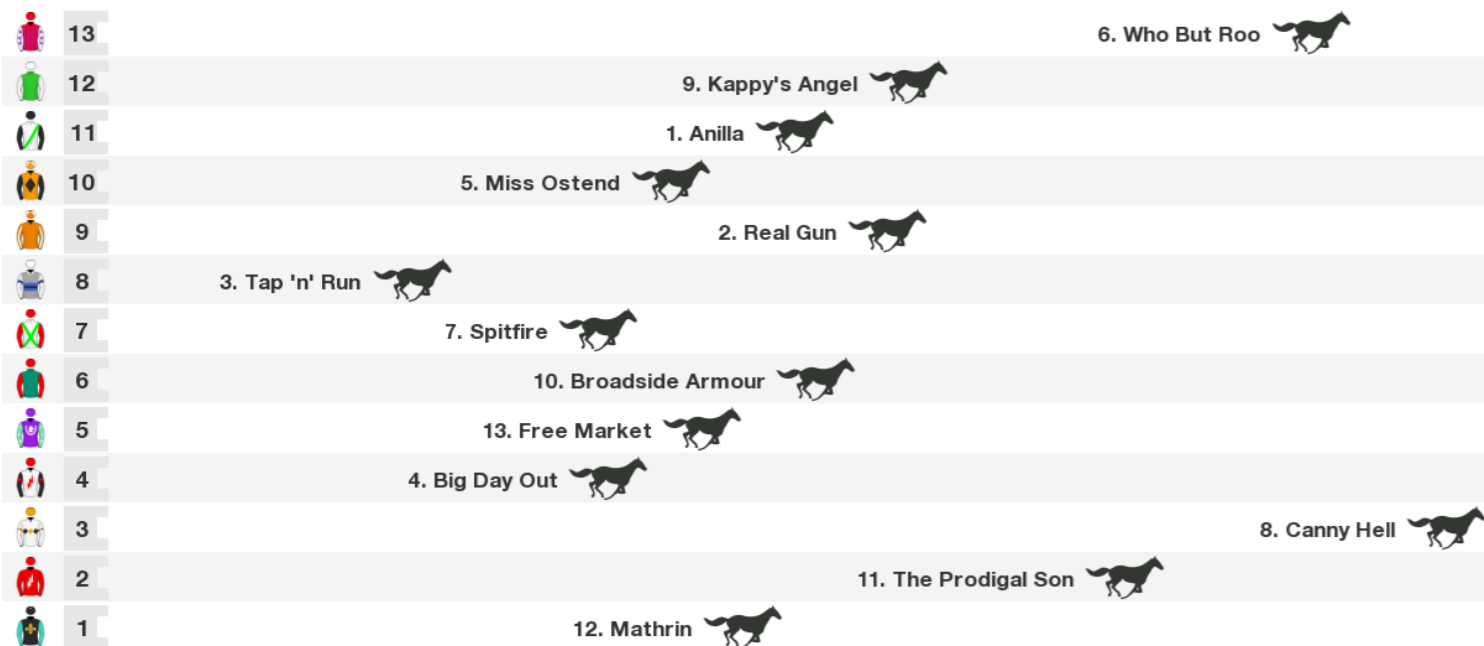 13 6. Who But Roo
12 9. Kappy's Angel
11 1. Anilla
10 5. Miss Ostend
9 2. Real Gun
8 3. Tap 'n' Run
7 7. Spitfire
6 10. Broadside Armour
5 13. Free Market
4 4. Big Day Out
3 8. Canny Hell
2 11. The Prodigal Son
1 12. Mathrin